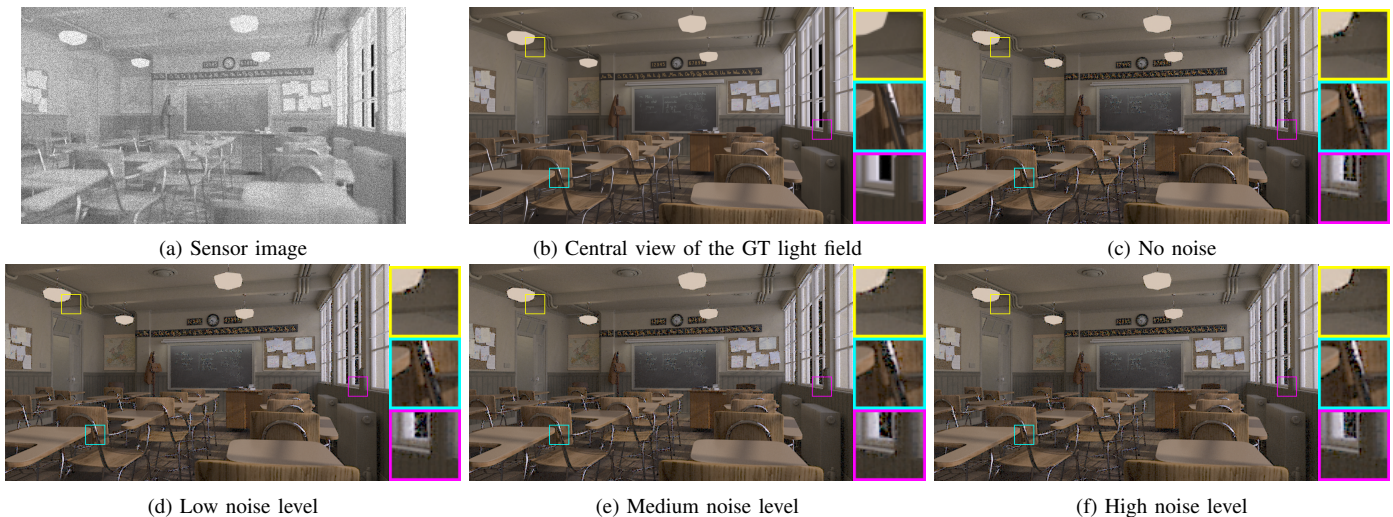 (a) Sensor image
(b) Central view of the GT light field
(c) No noise
(d) Low noise level
(e) Medium noise level
(f) High noise level